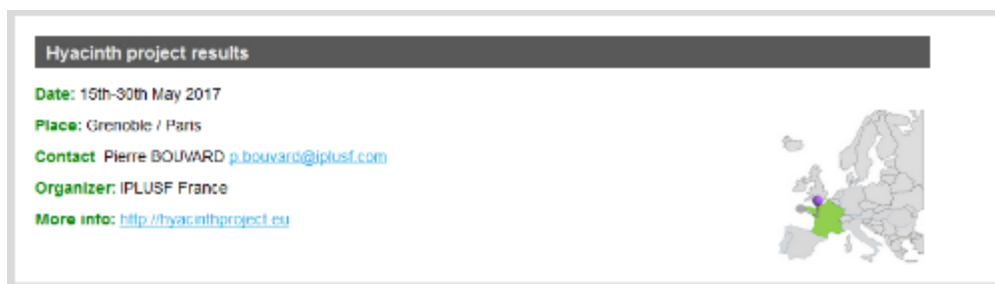 Hyacinth project results
Date: 15th-30th May 2017
Place: Grenoble / Paris
Contact Pierre BOUVARD p.bouvard@iplusf.com
Organizer: IPLUSF France
More info: http://hyacinthproject.eu